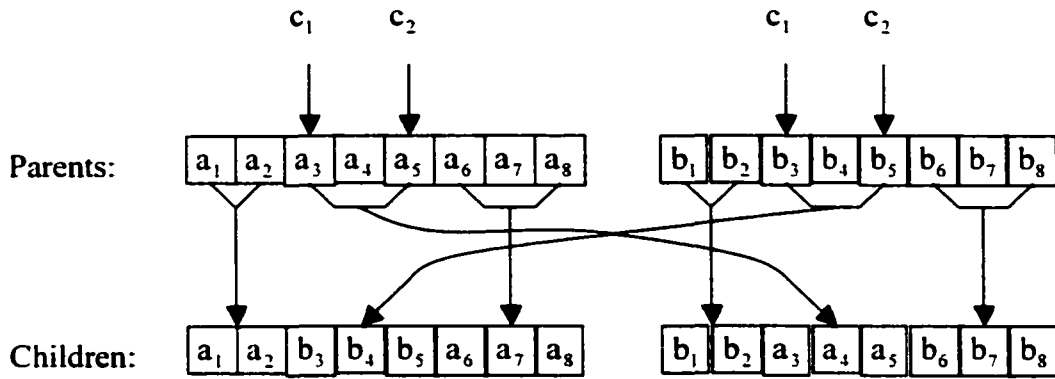 c₁ c₂ c₁ c₂
Parents: a₁ a₂ a₃ a₄ a₅ a₆ a₇ a₈ b₁ b₂ b₃ b₄ b₅ b₆ b₇ b₈
Children: a₁ a₂ b₃ b₄ b₅ a₆ a₇ a₈ b₁ b₂ a₃ a₄ a₅ b₆ b₇ b₈